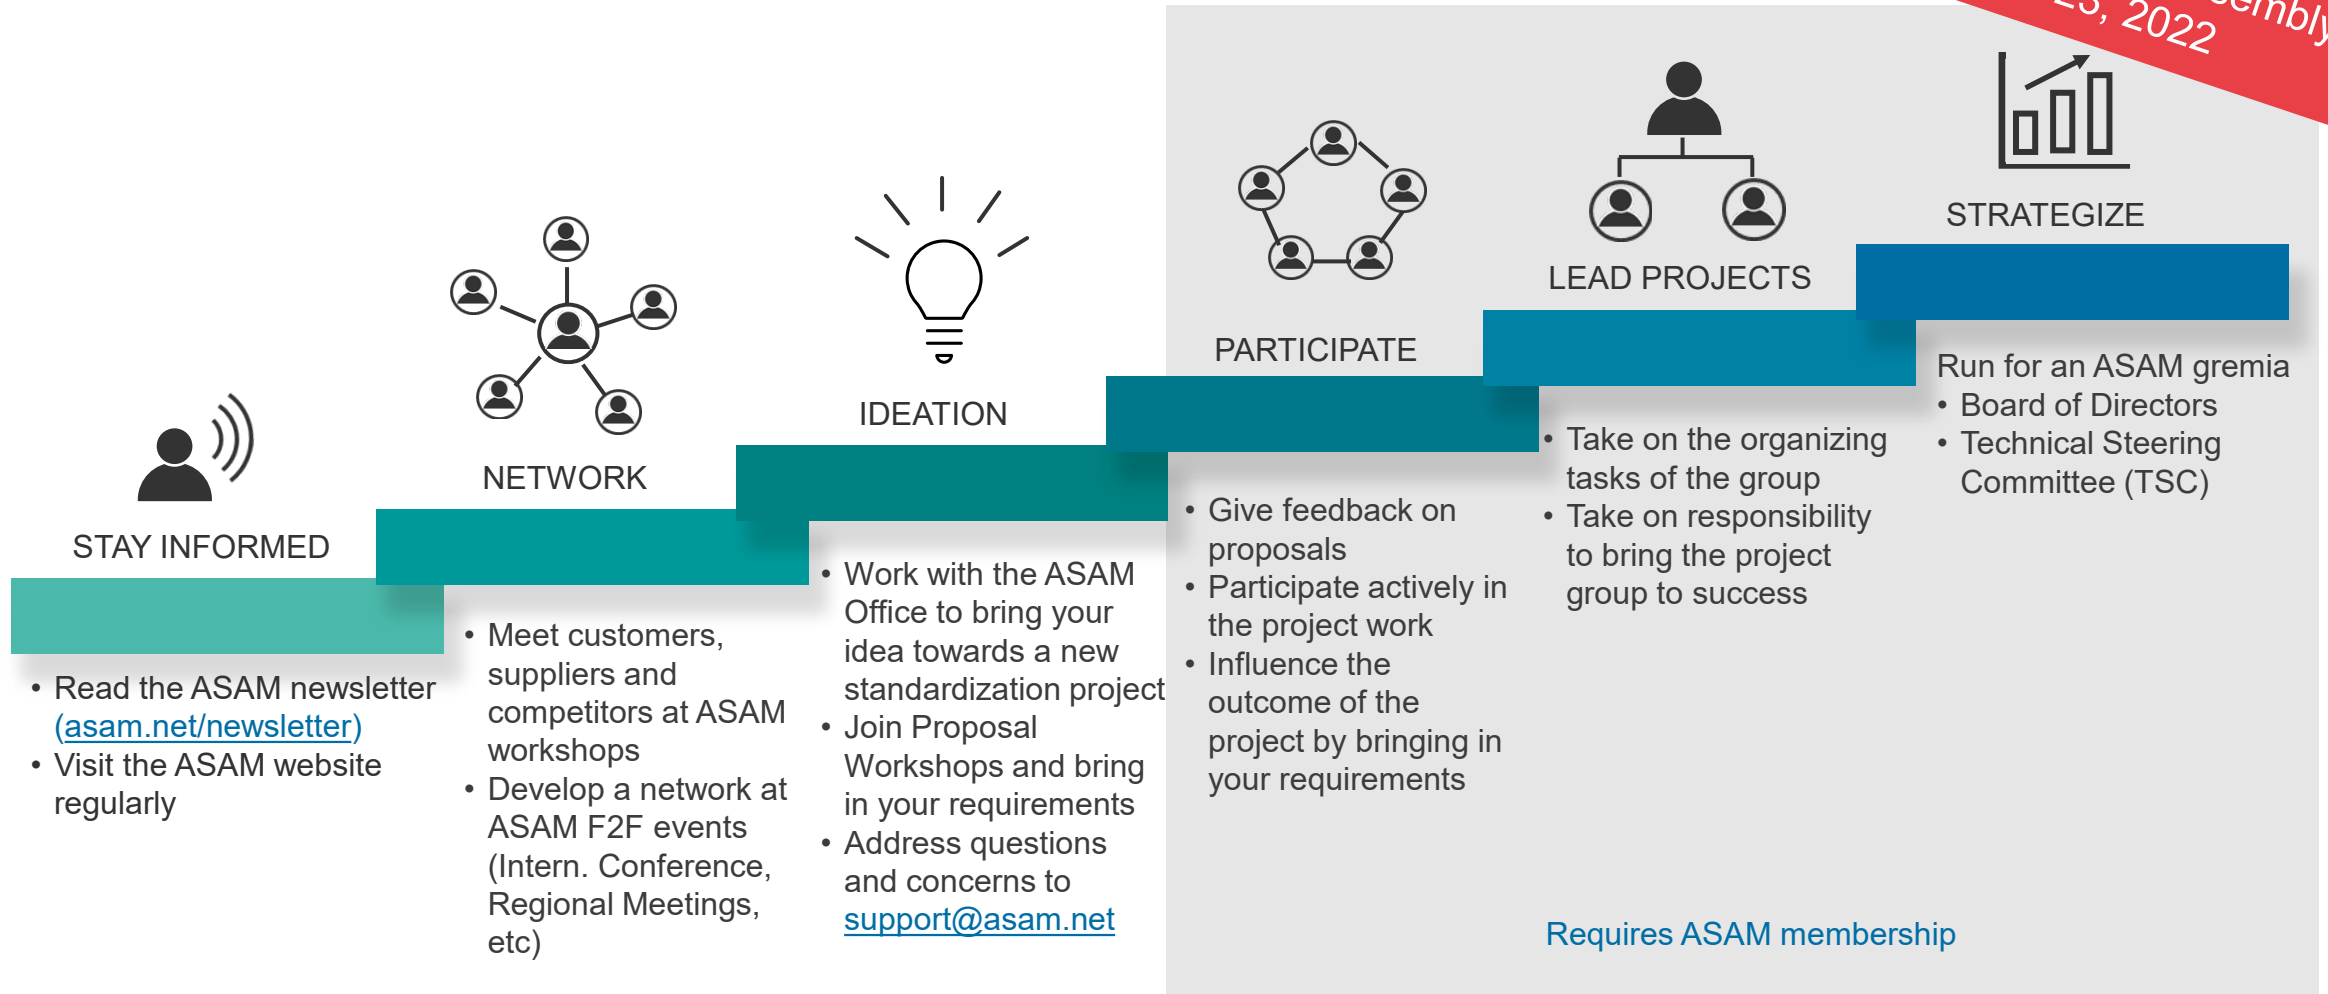 23, 2022
STRATEGIZE
LEAD PROJECTS
PARTICIPATE
IDEATION
NETWORK
STAY INFORMED
• Read the ASAM newsletter
(asam.net/newsletter)
• Visit the ASAM website
regularly
• Meet customers,
suppliers and
competitors at ASAM
workshops
• Develop a network at
ASAM F2F events
(Intern. Conference,
Regional Meetings,
etc)
• Work with the ASAM
Office to bring your
idea towards a new
standardization project
• Join Proposal
Workshops and bring
in your requirements
• Address questions
and concerns to
support@asam.net
• Give feedback on
proposals
• Participate actively in
the project work
• Influence the
outcome of the
project by bringing in
your requirements
• Take on the organizing
tasks of the group
• Take on responsibility
to bring the project
group to success
Run for an ASAM gremia
• Board of Directors
• Technical Steering
Committee (TSC)
Requires ASAM membership